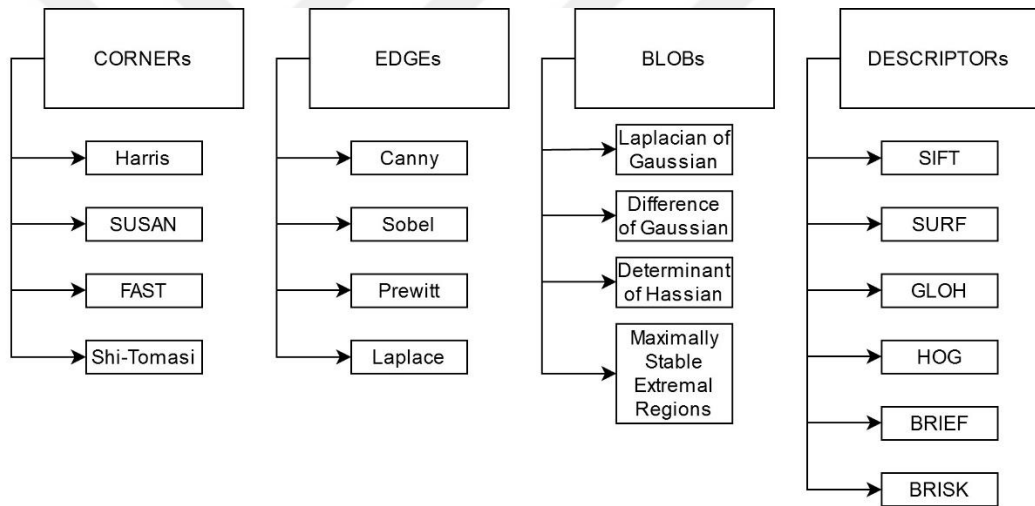 CORNERs
Harris
SUSAN
FAST
Shi-Tomasi
EDGEs
Canny
Sobel
Prewitt
Laplace
BLOBs
Laplacian of
Gaussian
Difference
of Gaussian
Determinant
of Hassian
Maximally
Stable
Extremal
Regions
DESCRIPTORs
SIFT
SURF
GLOH
HOG
BRIEF
BRISK